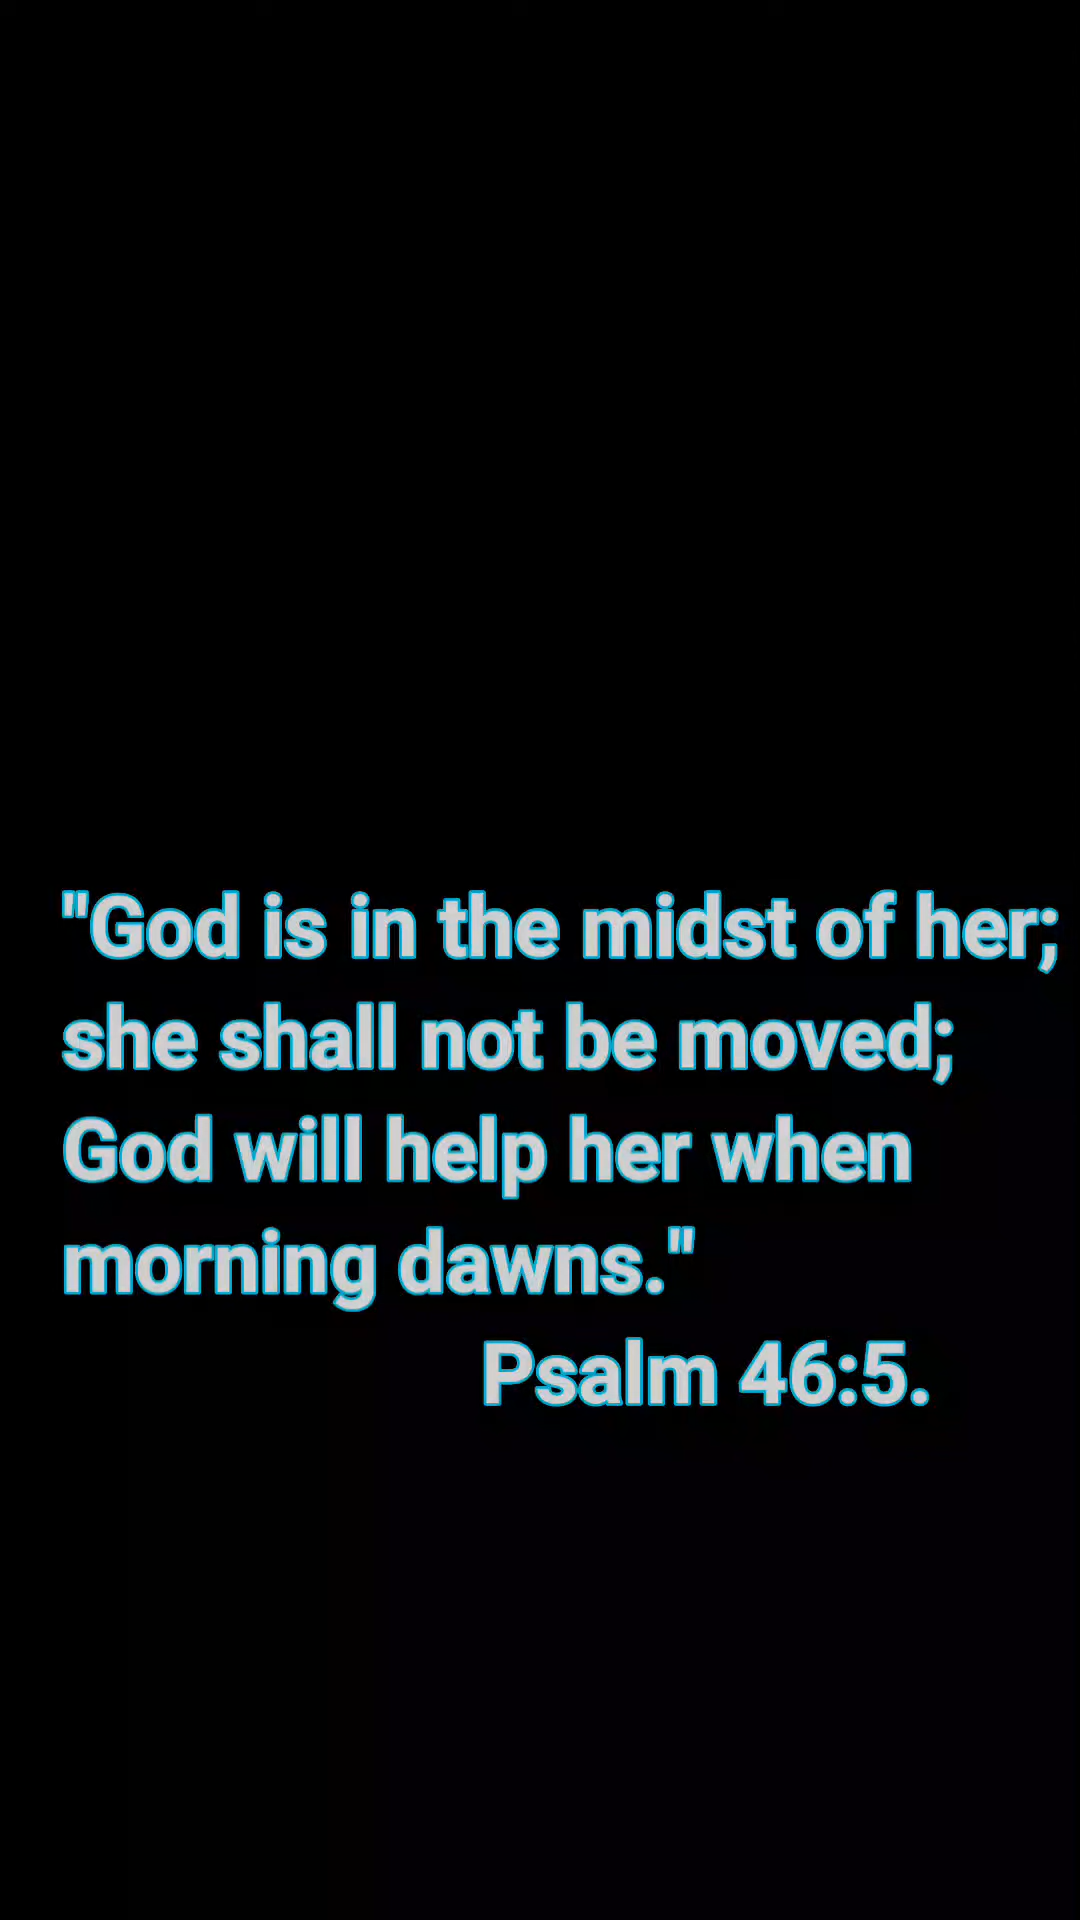 "God is in the midst of her;
she shall not be moved;
God will help her when
morning dawns."
Psalm 46:5.